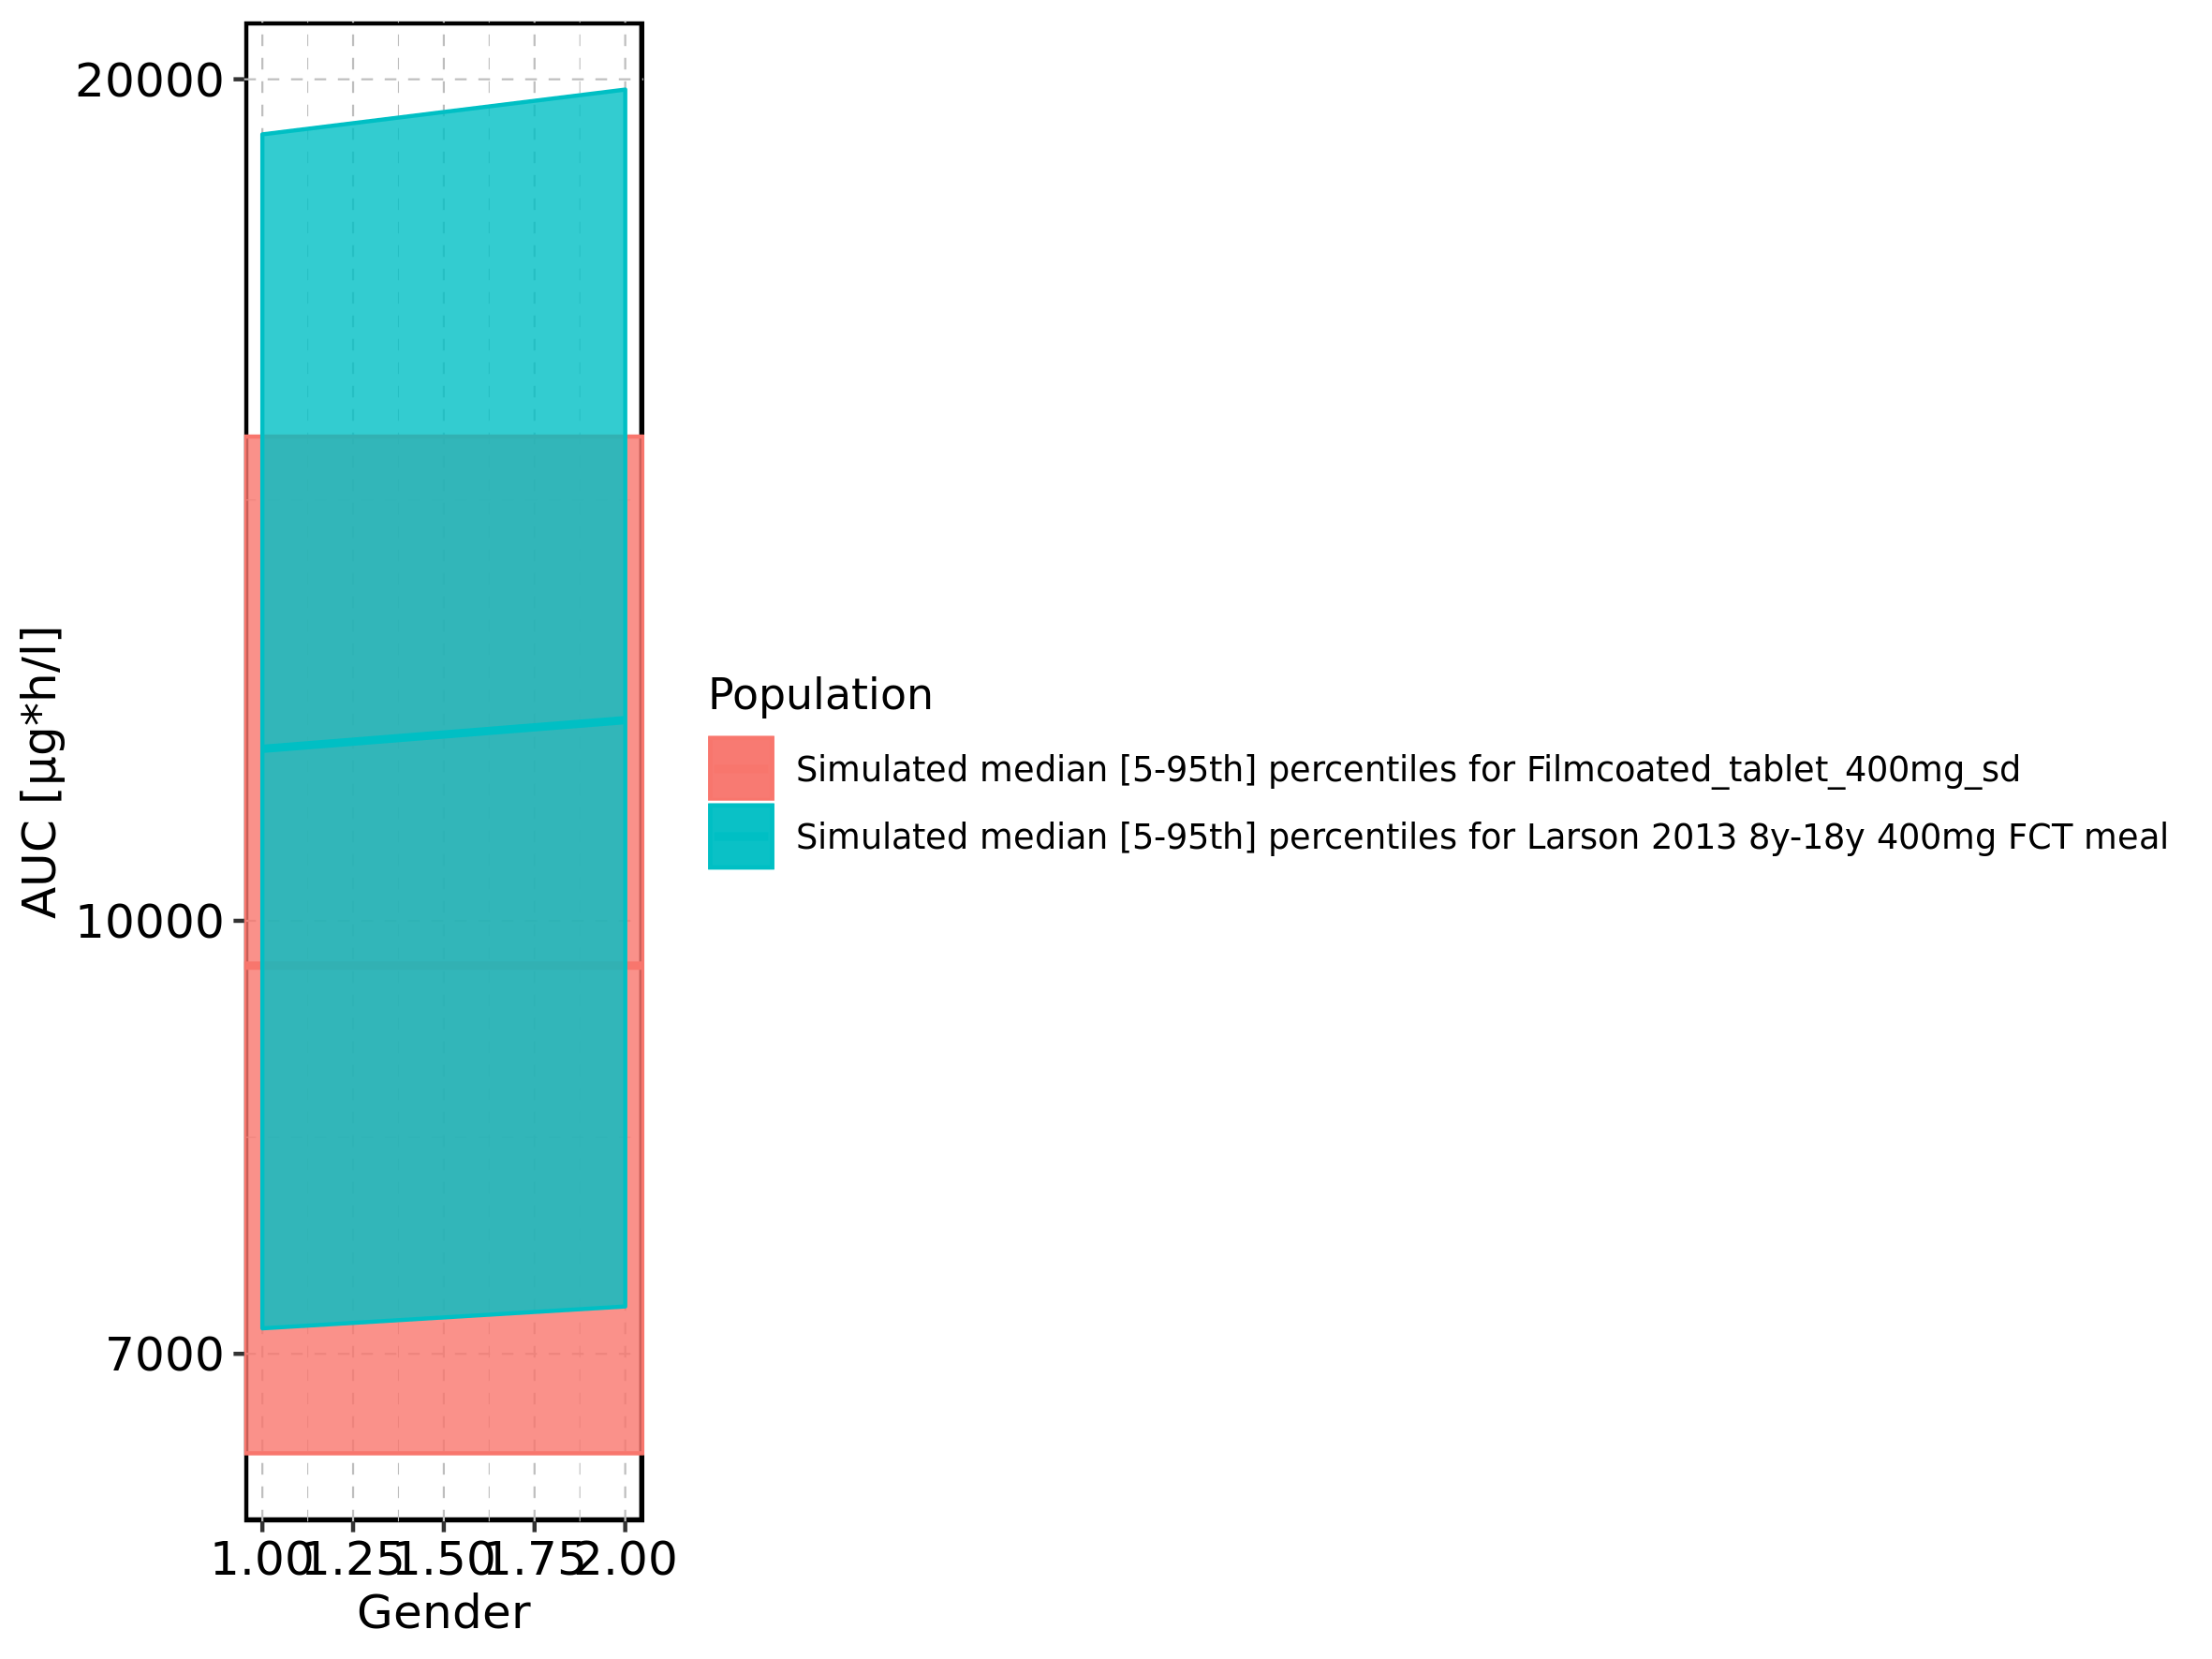 20000
10000
7000
AUC [µg*h/l]
1.00 1.25 1.50 1.75 2.00
Gender
Population
Simulated median [5-95th] percentiles for Filmcoated_tablet_400mg_sd
Simulated median [5-95th] percentiles for Larson 2013 8y-18y 400mg FCT meal